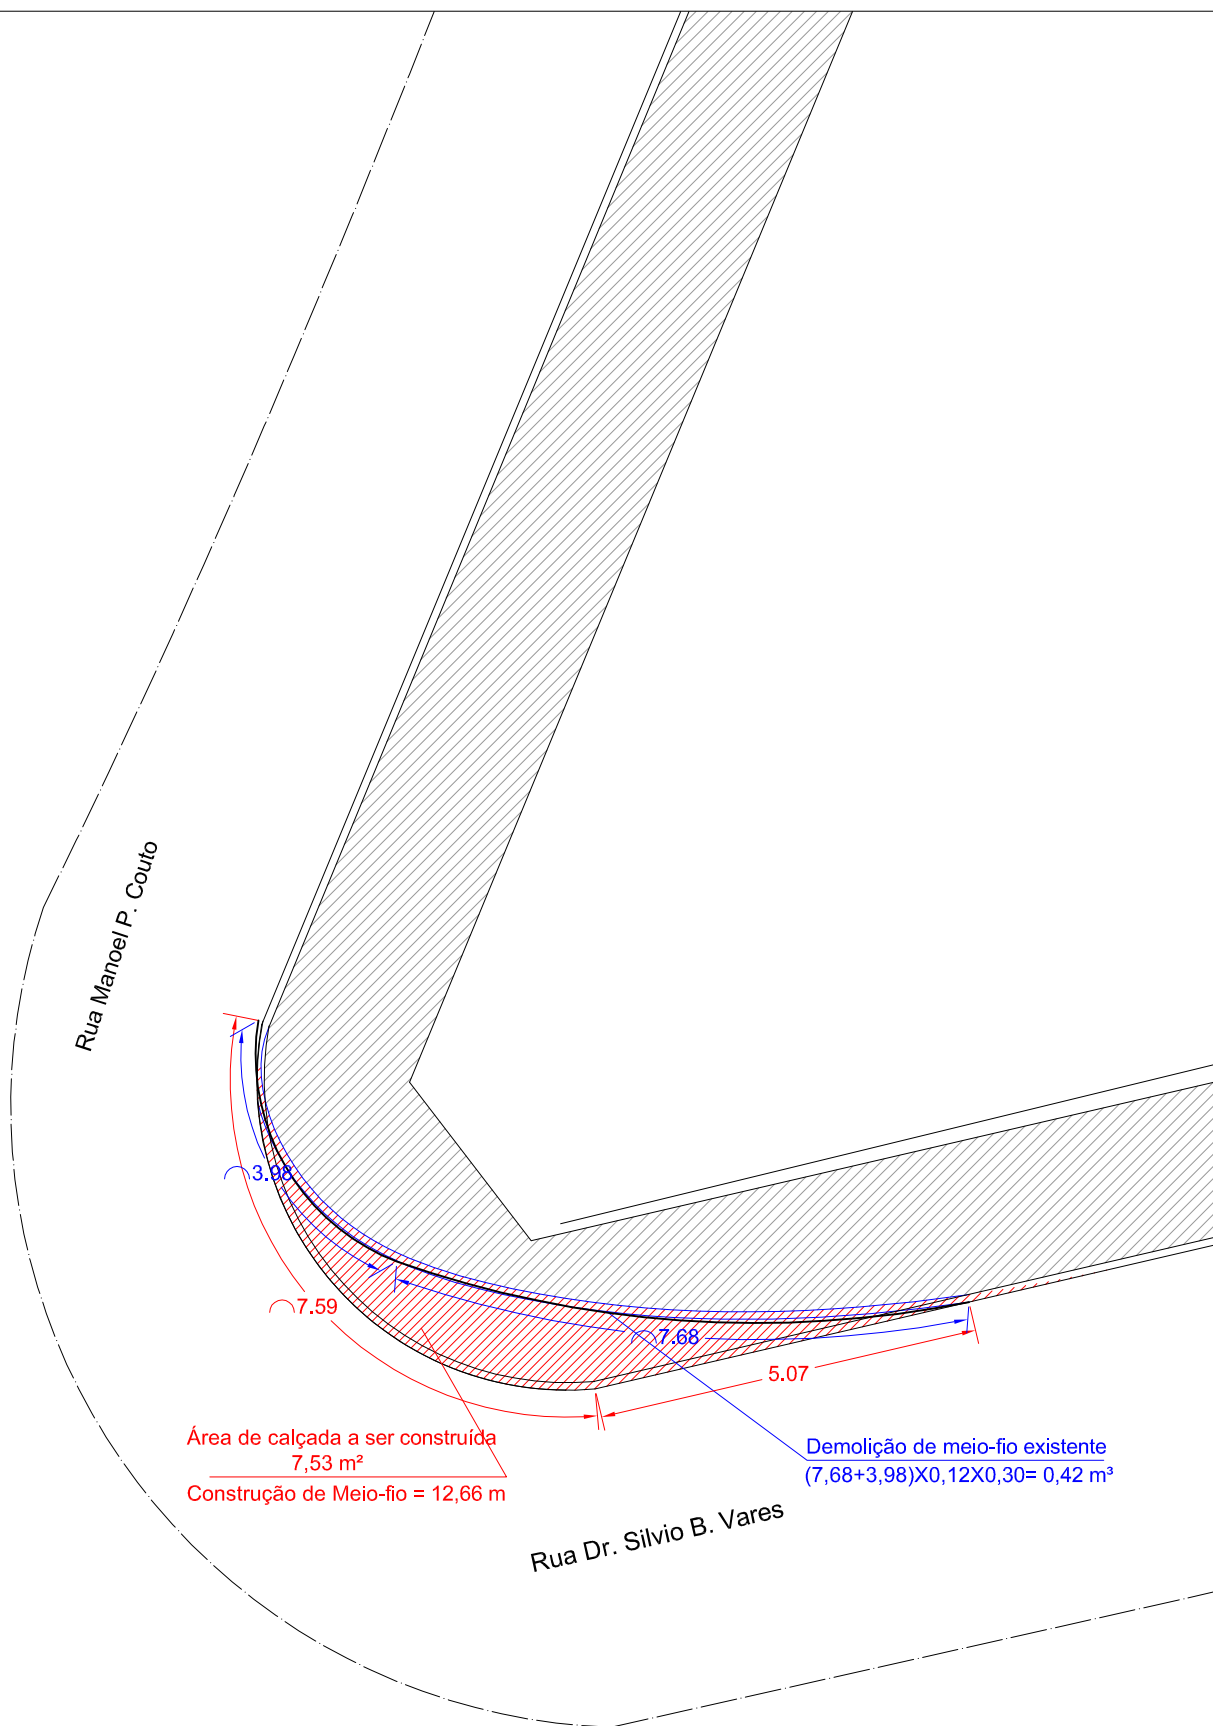 Rua Manoel P. Couto
3.98
7.59
7.68
5.07
Área de calçada a ser construída
7,53 m²
Construção de Meio-fio = 12,66 m
Demolição de meio-fio existente
(7,68+3,98)X0,12X0,30= 0,42 m³
Rua Dr. Silvio B. Vares